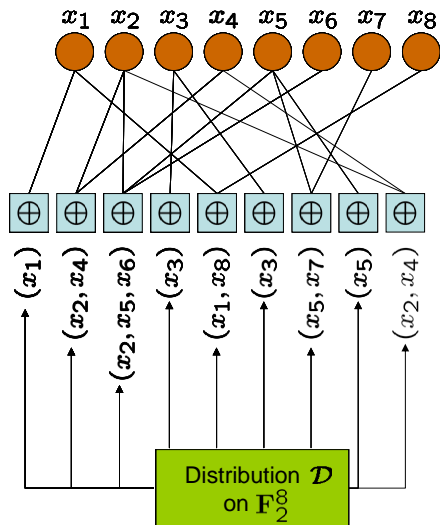 x₁ x₂ x₃ x₄ x₅ x₆ x₇ x₈
⊕ ⊕ ⊕ ⊕ ⊕ ⊕ ⊕ ⊕ ⊕
(x₁)
(x₂, x₄)
(x₂, x₅, x₆)
(x₃)
(x₁, x₈)
(x₃)
(x₅, x₇)
(x₅)
(x₂, x₄)
Distribution 𝓓
on F₂⁸